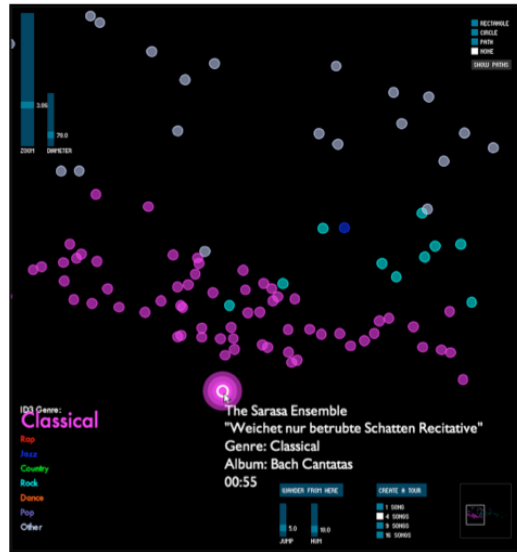 RECTANGLE
CIRCLE
PATH
NONE
SHOW PATHS
3.06
70.0
ZOOM
DIAMETER
ID3 Genre:
Classical
Rap
Jazz
Country
Rock
Dance
Pop
Other
The Sarasa Ensemble
"Weichet nur betrubte Schatten Recitative"
Genre: Classical
Album: Bach Cantatas
00:55
WANDER FROM HERE
5.0
10.0
JUMP
NUM
CREATE A TOUR
1 SONG
4 SONGS
9 SONGS
16 SONGS